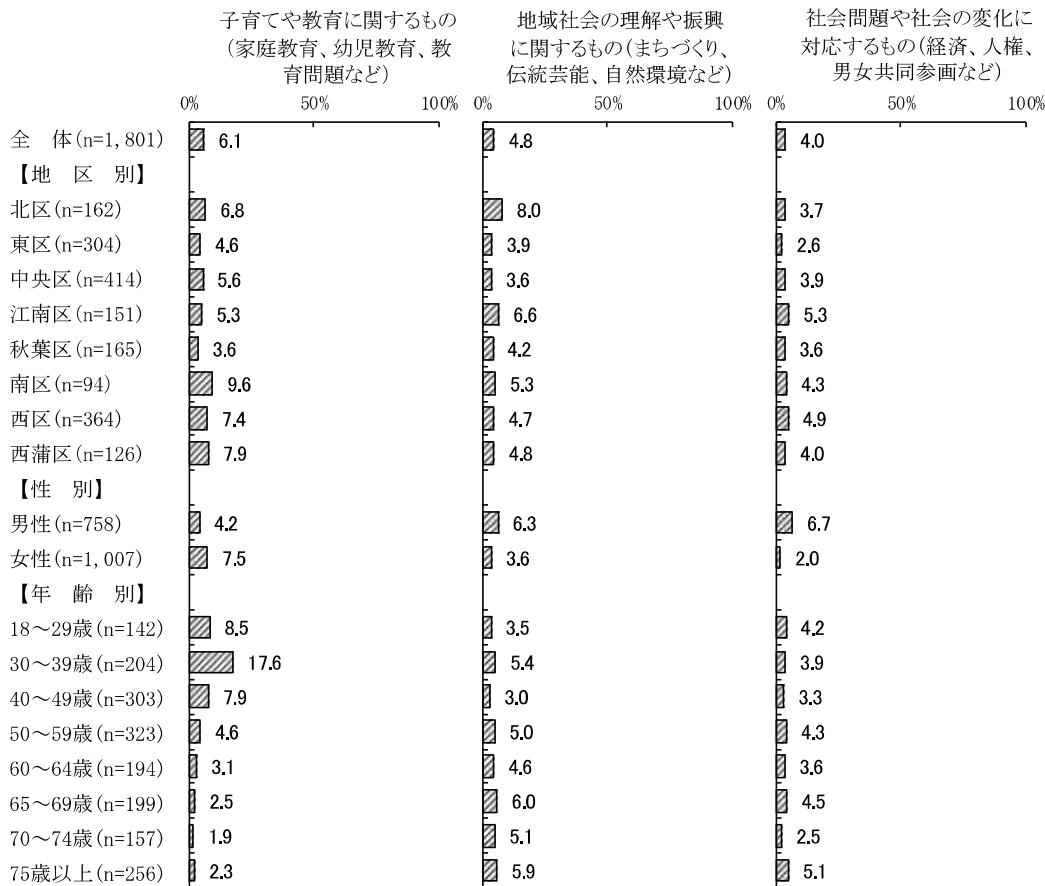 子育てや教育に関するもの
(家庭教育、幼児教育、教
育問題など)
地域社会の理解や振興
に関するもの(まちづくり、
伝統芸能、自然環境など)
社会問題や社会の変化に
対応するもの(経済、人権、
男女共同参画など)
0% 50% 100% 0% 50% 100% 0% 50% 100%
全 体(n=1,801) 6.1 4.8 4.0
【地 区 別】
北区(n=162) 6.8 8.0 3.7
東区(n=304) 4.6 3.9 2.6
中央区(n=414) 5.6 3.6 3.9
江南区(n=151) 5.3 6.6 5.3
秋葉区(n=165) 3.6 4.2 3.6
南区(n=94) 9.6 5.3 4.3
西区(n=364) 7.4 4.7 4.9
西蒲区(n=126) 7.9 4.8 4.0
【性 別】
男性(n=758) 4.2 6.3 6.7
女性(n=1,007) 7.5 3.6 2.0
【年 齢 別】
18～29歳(n=142) 8.5 3.5 4.2
30～39歳(n=204) 17.6 5.4 3.9
40～49歳(n=303) 7.9 3.0 3.3
50～59歳(n=323) 4.6 5.0 4.3
60～64歳(n=194) 3.1 4.6 3.6
65～69歳(n=199) 2.5 6.0 4.5
70～74歳(n=157) 1.9 5.1 2.5
75歳以上(n=256) 2.3 5.9 5.1